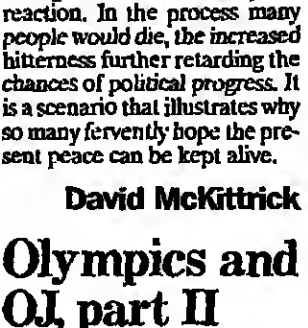 reaction. In the process many
people would die, the increased
bitterness further retarding the
chances of political progress. It
is a scenario that illustrates why
so many fervently hope the pre-
sent peace can be kept alive.
David McKittrick
Olympics and
OJ, part II